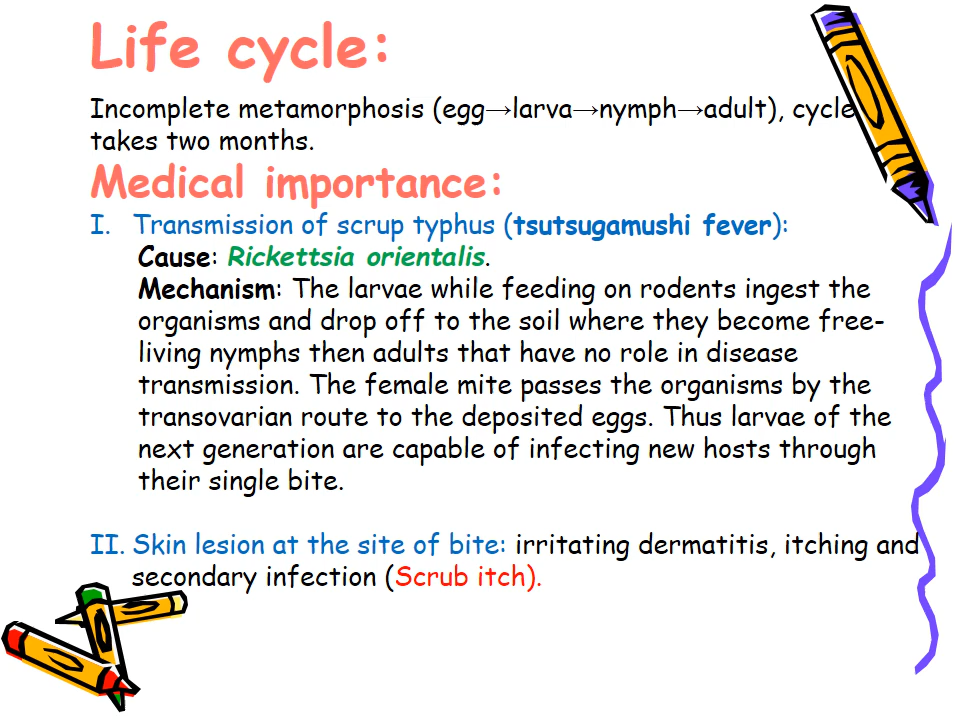 Life cycle:
Incomplete metamorphosis (egg→larva→nymph→adult), cycle
takes two months.
Medical importance:
I. Transmission of scrup typhus (tsutsugamushi fever):
Cause: Rickettsia orientalis.
Mechanism: The larvae while feeding on rodents ingest the
organisms and drop off to the soil where they become free-
living nymphs then adults that have no role in disease
transmission. The female mite passes the organisms by the
transovarian route to the deposited eggs. Thus larvae of the
next generation are capable of infecting new hosts through
their single bite.
II. Skin lesion at the site of bite: irritating dermatitis, itching and
secondary infection (Scrub itch).